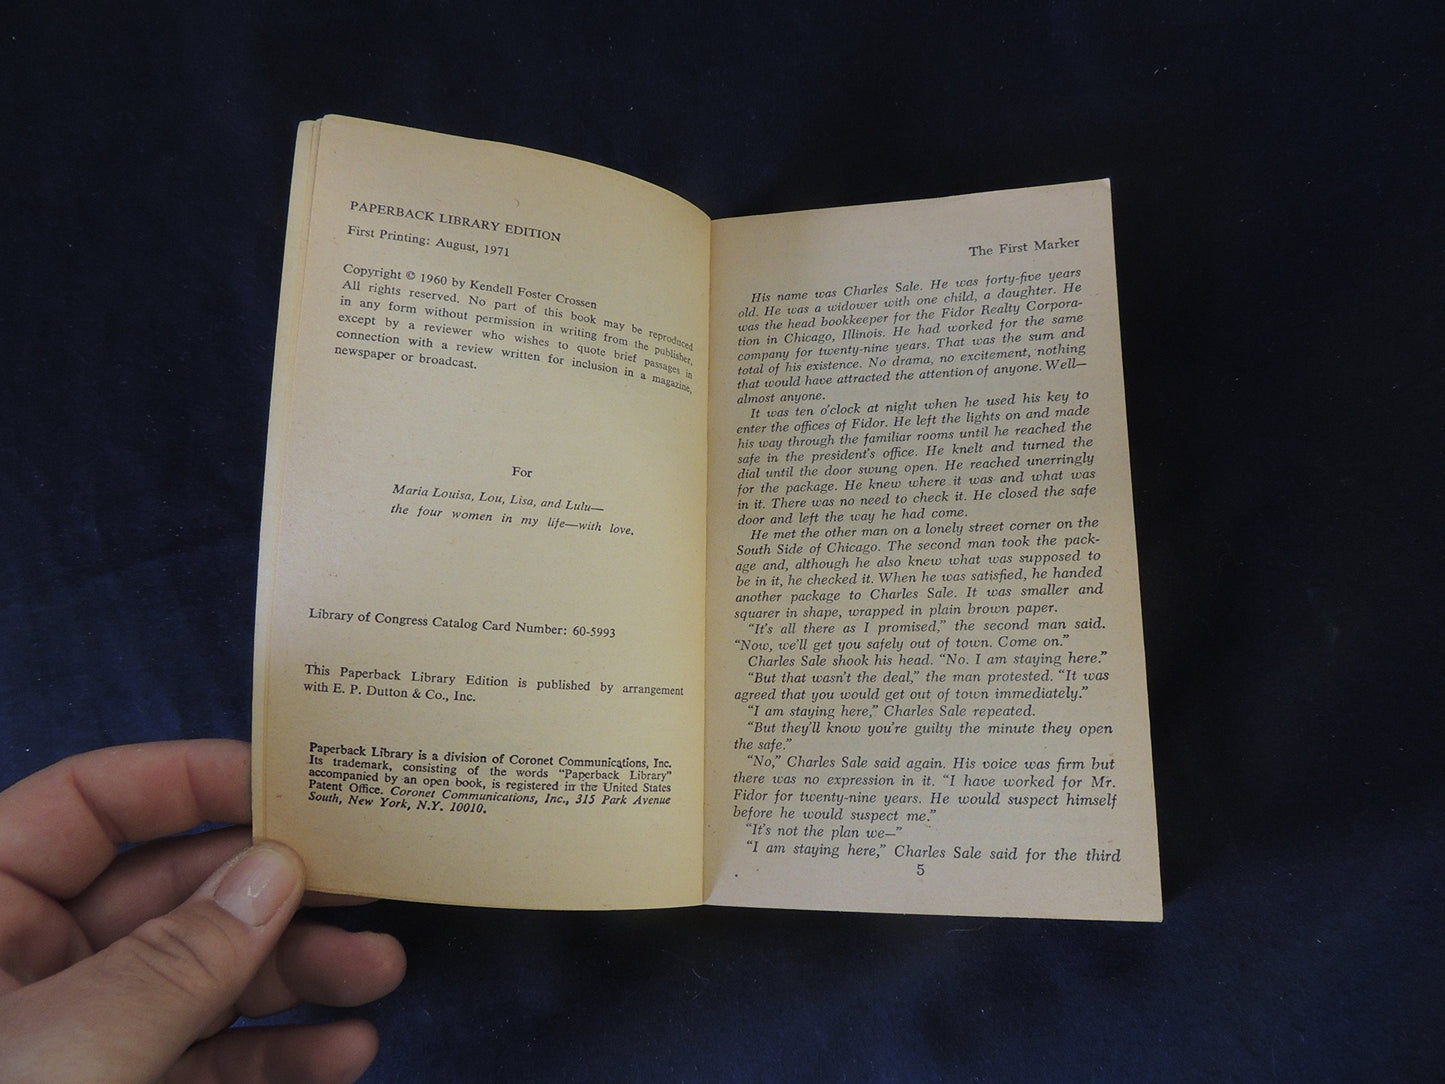 PAPERBACK LIBRARY EDITION
First Printing: August, 1971
Copyright © 1960 by Kendell Foster Crossen
All rights reserved. No part of this book may be reproduced
in any form without permission in writing from the publisher,
except by a reviewer who wishes to quote brief passages in
connection with a review written for inclusion in a magazine,
newspaper or broadcast.
For
Maria Louisa, Lou, Lisa, and Lulu—
the four women in my life—with love.
Library of Congress Catalog Card Number: 60-5993
This Paperback Library Edition is published by arrangement
with E. P. Dutton & Co., Inc.
Paperback Library is a division of Coronet Communications, Inc.
Its trademark, consisting of the words "Paperback Library"
accompanied by an open book, is registered in the United States
Patent Office. Coronet Communications, Inc., 315 Park Avenue
South, New York, N.Y. 10010.
The First Marker
His name was Charles Sale. He was forty-five years
old. He was a widower with one child, a daughter. He
was the head bookkeeper for the Fidor Realty Corpora-
tion in Chicago, Illinois. He had worked for the same
company for twenty-nine years. That was the sum and
total of his existence. No drama, no excitement, nothing
that would have attracted the attention of anyone. Well—
almost anyone.
It was ten o'clock at night when he used his key to
enter the offices of Fidor. He left the lights on and made
his way through the familiar rooms until he reached the
safe in the president's office. He knelt and turned the
dial until the door swung open. He reached unerringly
for the package. He knew where it was and what was
in it. There was no need to check it. He closed the safe
door and left the way he had come.
He met the other man on a lonely street corner on the
South Side of Chicago. The second man took the pack-
age and, although he also knew what was supposed to
be in it, he checked it. When he was satisfied, he handed
another package to Charles Sale. It was smaller and
squarer in shape, wrapped in plain brown paper.
"It's all there as I promised," the second man said.
"Now, we'll get you safely out of town. Come on."
Charles Sale shook his head. "No. I am staying here."
"But that wasn't the deal," the man protested. "It was
agreed that you would get out of town immediately."
"I am staying here," Charles Sale repeated.
"But they'll know you're guilty the minute they open
the safe."
"No," Charles Sale said again. His voice was firm but
there was no expression in it. "I have worked for Mr.
Fidor for twenty-nine years. He would suspect himself
before he would suspect me."
"It's not the plan we—"
"I am staying here," Charles Sale said for the third
5